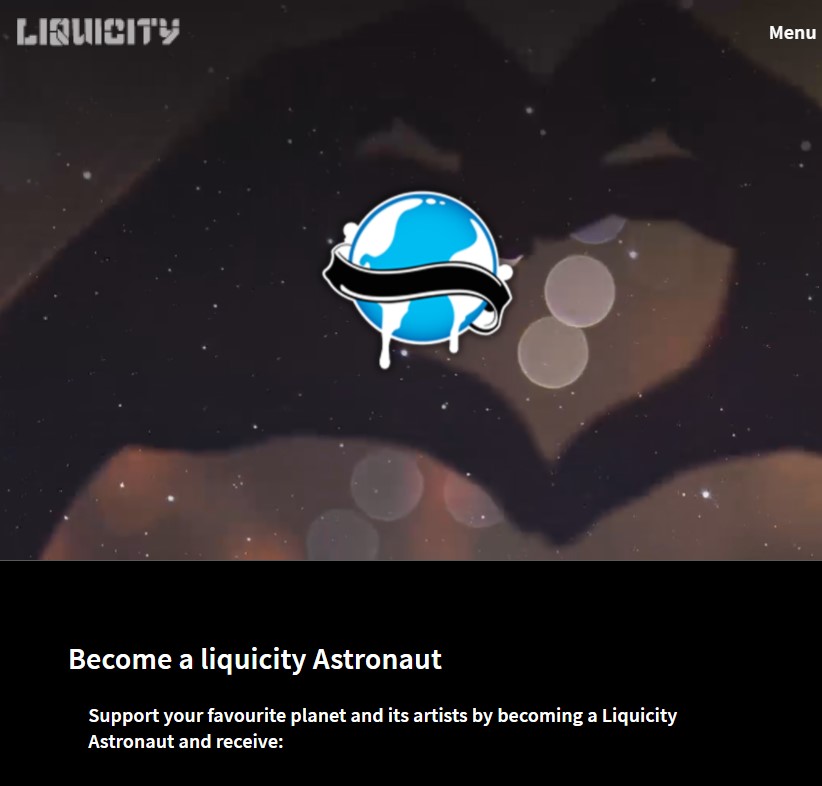 LIQUICITY
Menu
Become a liquicity Astronaut
Support your favourite planet and its artists by becoming a Liquicity
Astronaut and receive: